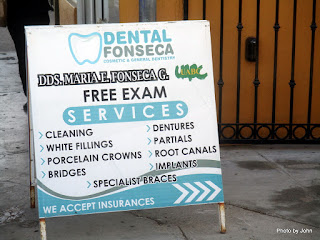 DENTAL
FONSECA
COSMETIC & GENERAL DENTISTRY
DDS. MARIA E. FONSECA G. UABC
FREE EXAM
SERVICES
CLEANING
WHITE FILLINGS
PORCELAIN CROWNS
BRIDGES
DENTURES
PARTIALS
ROOT CANALS
IMPLANTS
SPECIALIST BRACES
WE ACCEPT INSURANCES
Photo by John